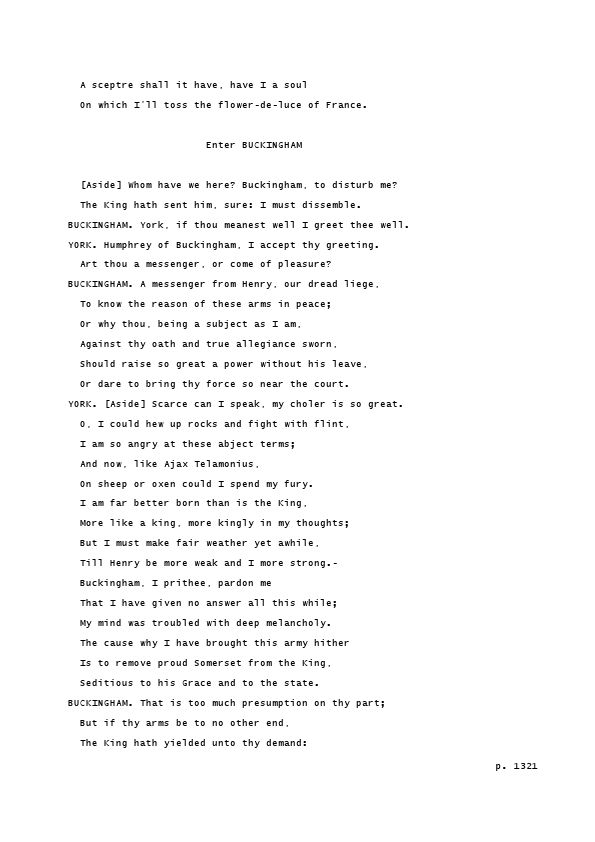 A sceptre shall it have, have I a soul
On which I'll toss the flower-de-luce of France.
Enter BUCKINGHAM
[Aside] Whom have we here? Buckingham, to disturb me?
The King hath sent him, sure: I must dissemble.
BUCKINGHAM. York, if thou meanest well I greet thee well.
YORK. Humphrey of Buckingham, I accept thy greeting.
Art thou a messenger, or come of pleasure?
BUCKINGHAM. A messenger from Henry, our dread liege,
To know the reason of these arms in peace;
Or why thou, being a subject as I am,
Against thy oath and true allegiance sworn,
Should raise so great a power without his leave,
Or dare to bring thy force so near the court.
YORK. [Aside] Scarce can I speak, my choler is so great.
O, I could hew up rocks and fight with flint,
I am so angry at these abject terms;
And now, like Ajax Telamonius,
On sheep or oxen could I spend my fury.
I am far better born than is the King,
More like a king, more kingly in my thoughts;
But I must make fair weather yet awhile,
Till Henry be more weak and I more strong.-
Buckingham, I prithee, pardon me
That I have given no answer all this while;
My mind was troubled with deep melancholy.
The cause why I have brought this army hither
Is to remove proud Somerset from the King,
Seditious to his Grace and to the state.
BUCKINGHAM. That is too much presumption on thy part;
But if thy arms be to no other end,
The King hath yielded unto thy demand:
p. 1321